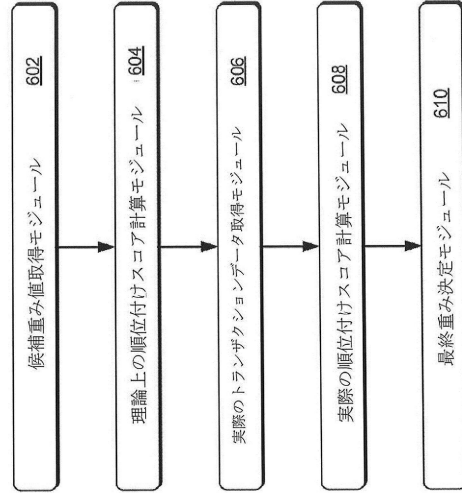 候補重み値取得モジュール 602
理論上の順位付けスコア計算モジュール 604
実際のトランザクションデータ取得モジュール 606
実際の順位付けスコア計算モジュール 608
最終重み決定モジュール 610